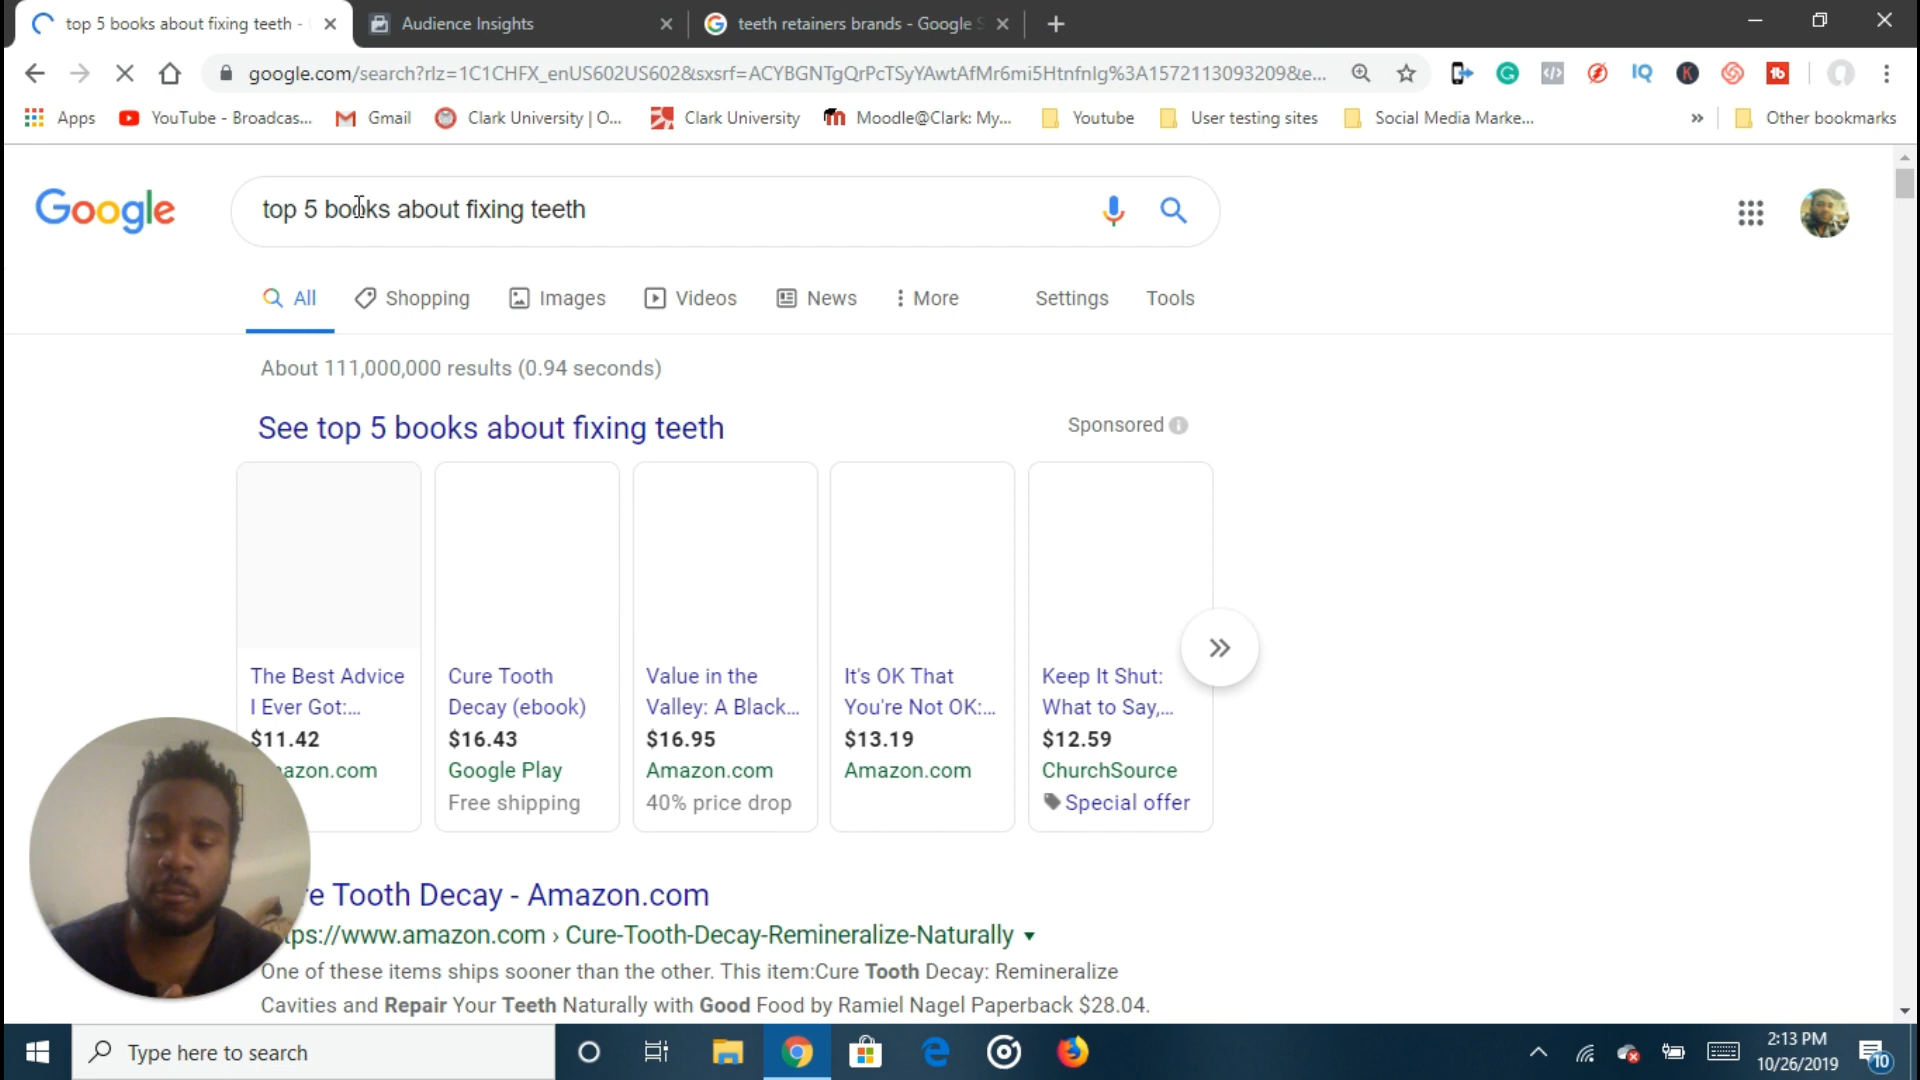 top 5 books about fixing teeth -
Audience Insights
teeth retainers brands - Google S
google.com/search?rlz=1C1CHFX_enUS602US602&sxsrf=ACYBGNTgQrPcTSyYAwtAfMr6mi5HtnfnIg%3A1572113093209&e...
Apps
YouTube - Broadcas...
Gmail
Clark University | O...
Clark University
Moodle@Clark: My...
Youtube
User testing sites
Social Media Marke...
»
Other bookmarks
Google
top 5 books about fixing teeth
All
Shopping
Images
Videos
News
More
Settings
Tools
About 111,000,000 results (0.94 seconds)
See top 5 books about fixing teeth
Sponsored
The Best Advice
I Ever Got:...
$11.42
azon.com
Cure Tooth
Decay (ebook)
$16.43
Google Play
Free shipping
Value in the
Valley: A Black...
$16.95
Amazon.com
40% price drop
It's OK That
You're Not OK:...
$13.19
Amazon.com
Keep It Shut:
What to Say,...
$12.59
ChurchSource
Special offer
e Tooth Decay - Amazon.com
tps://www.amazon.com › Cure-Tooth-Decay-Remineralize-Naturally
One of these items ships sooner than the other. This item:Cure Tooth Decay: Remineralize
Cavities and Repair Your Teeth Naturally with Good Food by Ramiel Nagel Paperback $28.04.
Type here to search
2:13 PM
10/26/2019
10